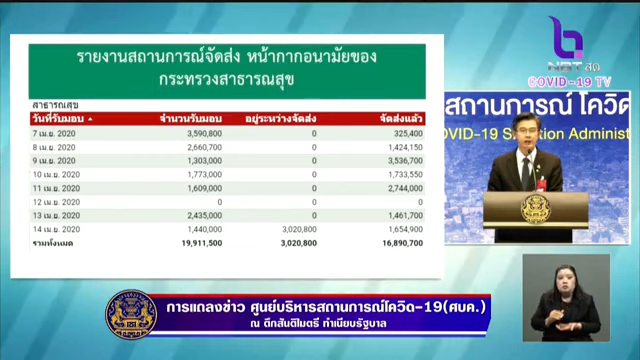 รายงานสถานการณ์จัดส่ง หน้ากากอนามัยของ
กระทรวงสาธารณสุข
สาธารณสุข
วันที่รับมอบ จำนวนรับมอบ อยู่ระหว่างจัดส่ง จัดส่งแล้ว
7 เม.ย. 2020 3,590,800 0 325,400
8 เม.ย. 2020 2,660,700 0 1,424,150
9 เม.ย. 2020 1,303,000 0 3,536,700
10 เม.ย. 2020 1,773,000 0 1,733,550
11 เม.ย. 2020 1,609,000 0 2,744,000
12 เม.ย. 2020 0 0 0
13 เม.ย. 2020 2,435,000 0 1,461,700
14 เม.ย. 2020 1,440,000 3,020,800 1,654,900
รวมทั้งหมด 19,911,500 3,020,800 16,890,700
NBT สด
COVID-19 TV
สถานการณ์ โควิด
OVID-19 Si ation Administ
การแถลงข่าว ศูนย์บริหารสถานการณ์โควิด-19(ศบค.)
ณ ตึกสันติไมตรี ทำเนียบรัฐบาล